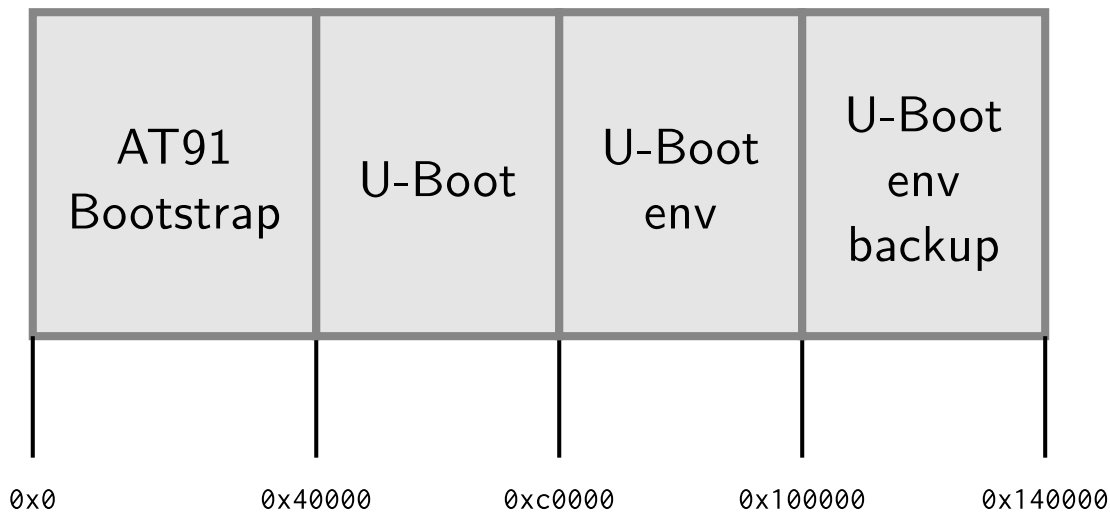 AT91
Bootstrap
U-Boot
U-Boot
env
U-Boot
env
backup
0x0
0x40000
0xc0000
0x100000
0x140000